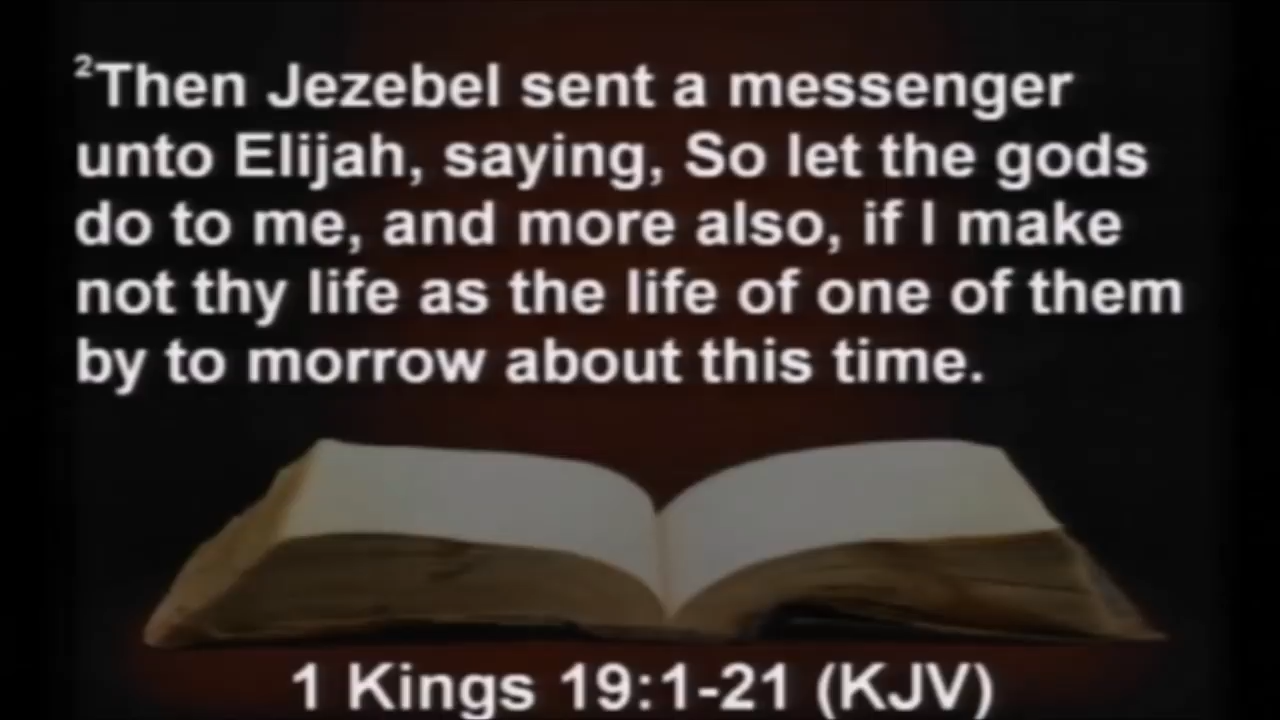 ²Then Jezebel sent a messenger
unto Elijah, saying, So let the gods
do to me, and more also, if I make
not thy life as the life of one of them
by to morrow about this time.
1 Kings 19:1-21 (KJV)